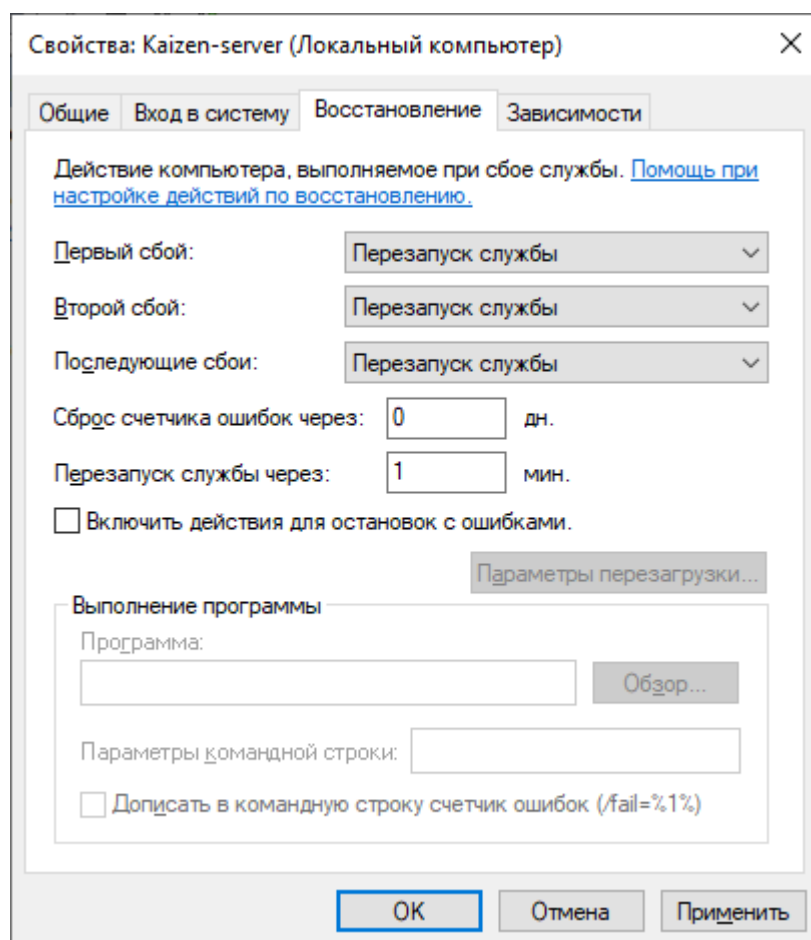 Свойства: Kaizen-server (Локальный компьютер)
Общие Вход в систему Восстановление Зависимости
Действие компьютера, выполняемое при сбое службы. Помощь при
настройке действий по восстановлению.
Первый сбой: Перезапуск службы
Второй сбой: Перезапуск службы
Последующие сбои: Перезапуск службы
Сброс счетчика ошибок через: 0 дн.
Перезапуск службы через: 1 мин.
Включить действия для остановок с ошибками.
Параметры перезагрузки...
Выполнение программы
Программа:
Обзор...
Параметры командной строки:
Дописать в командную строку счетчик ошибок (/fail=%1%)
ОК Отмена Применить